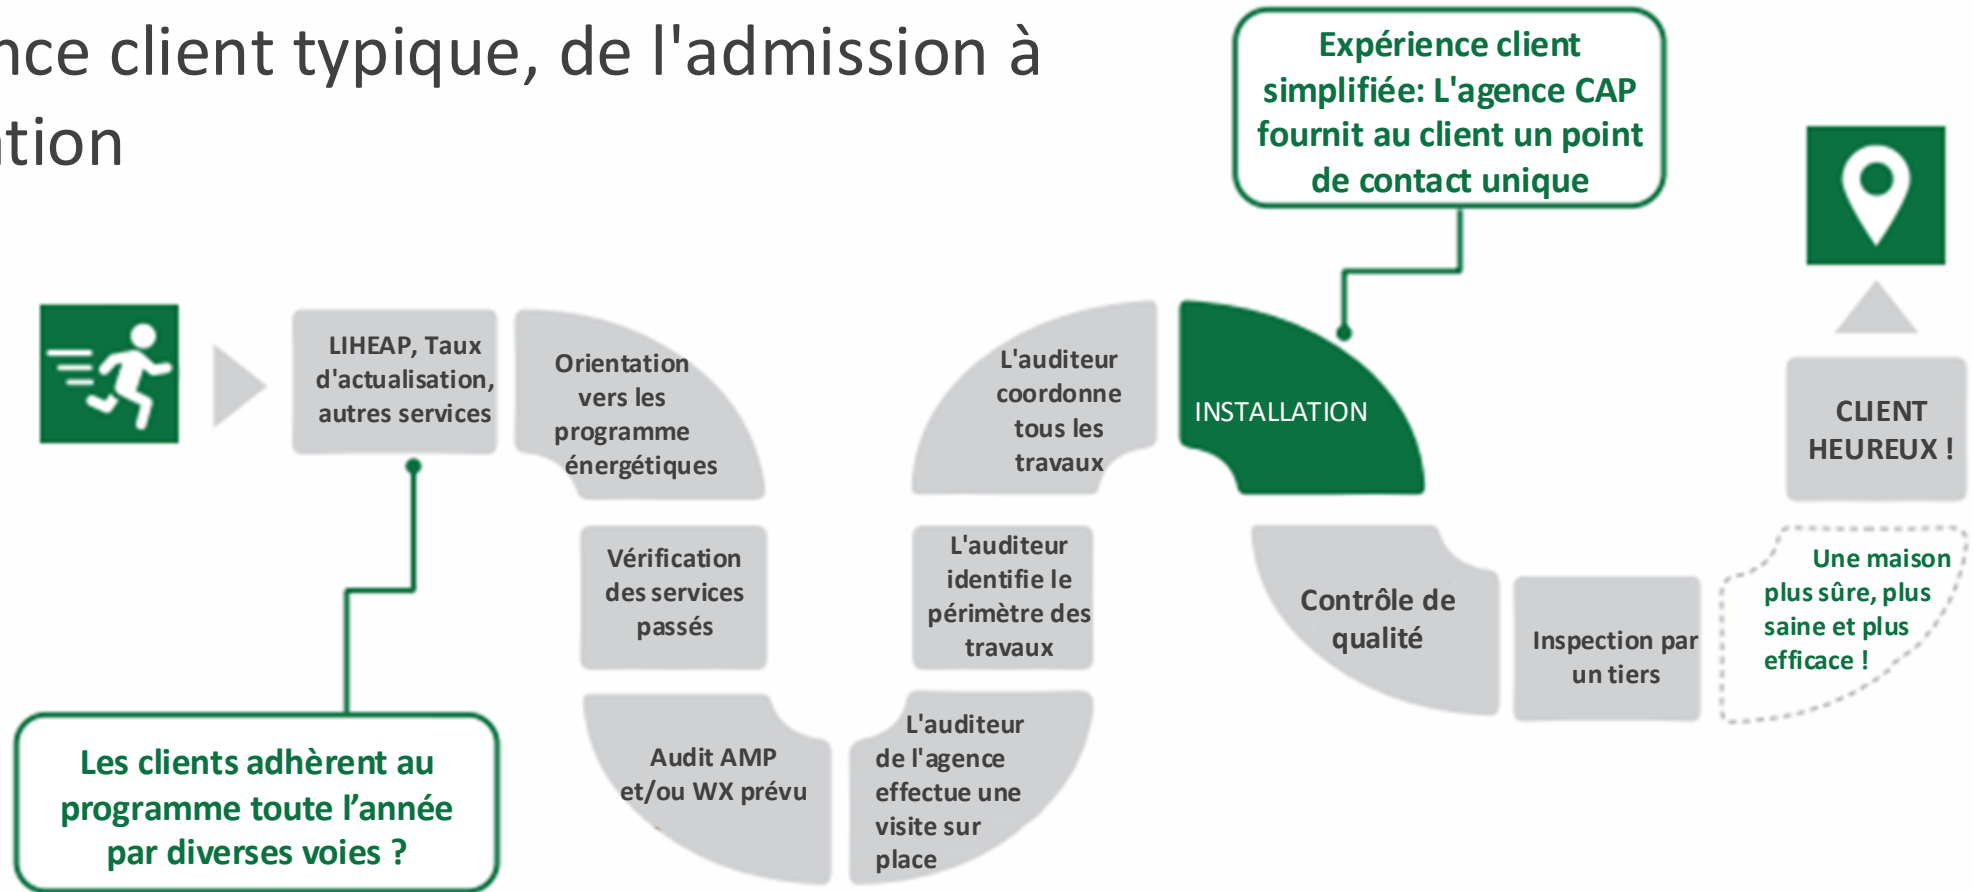 nce client typique, de l'admission à
ation
Expérience client
simplifiée: L'agence CAP
fournit au client un point
de contact unique
LIHEAP, Taux
d'actualisation,
autres services
Orientation
vers les
programme
énergétiques
Vérification
des services
passés
Audit AMP
et/ou WX prévu
L'auditeur
de l'agence
effectue une
visite sur
place
L'auditeur
identifie le
périmètre des
travaux
L'auditeur
coordonne
tous les
travaux
INSTALLATION
Contrôle de
qualité
Inspection par
un tiers
Une maison
plus sûre, plus
saine et plus
efficace !
CLIENT
HEUREUX !
Les clients adhèrent au
programme toute l’année
par diverses voies ?